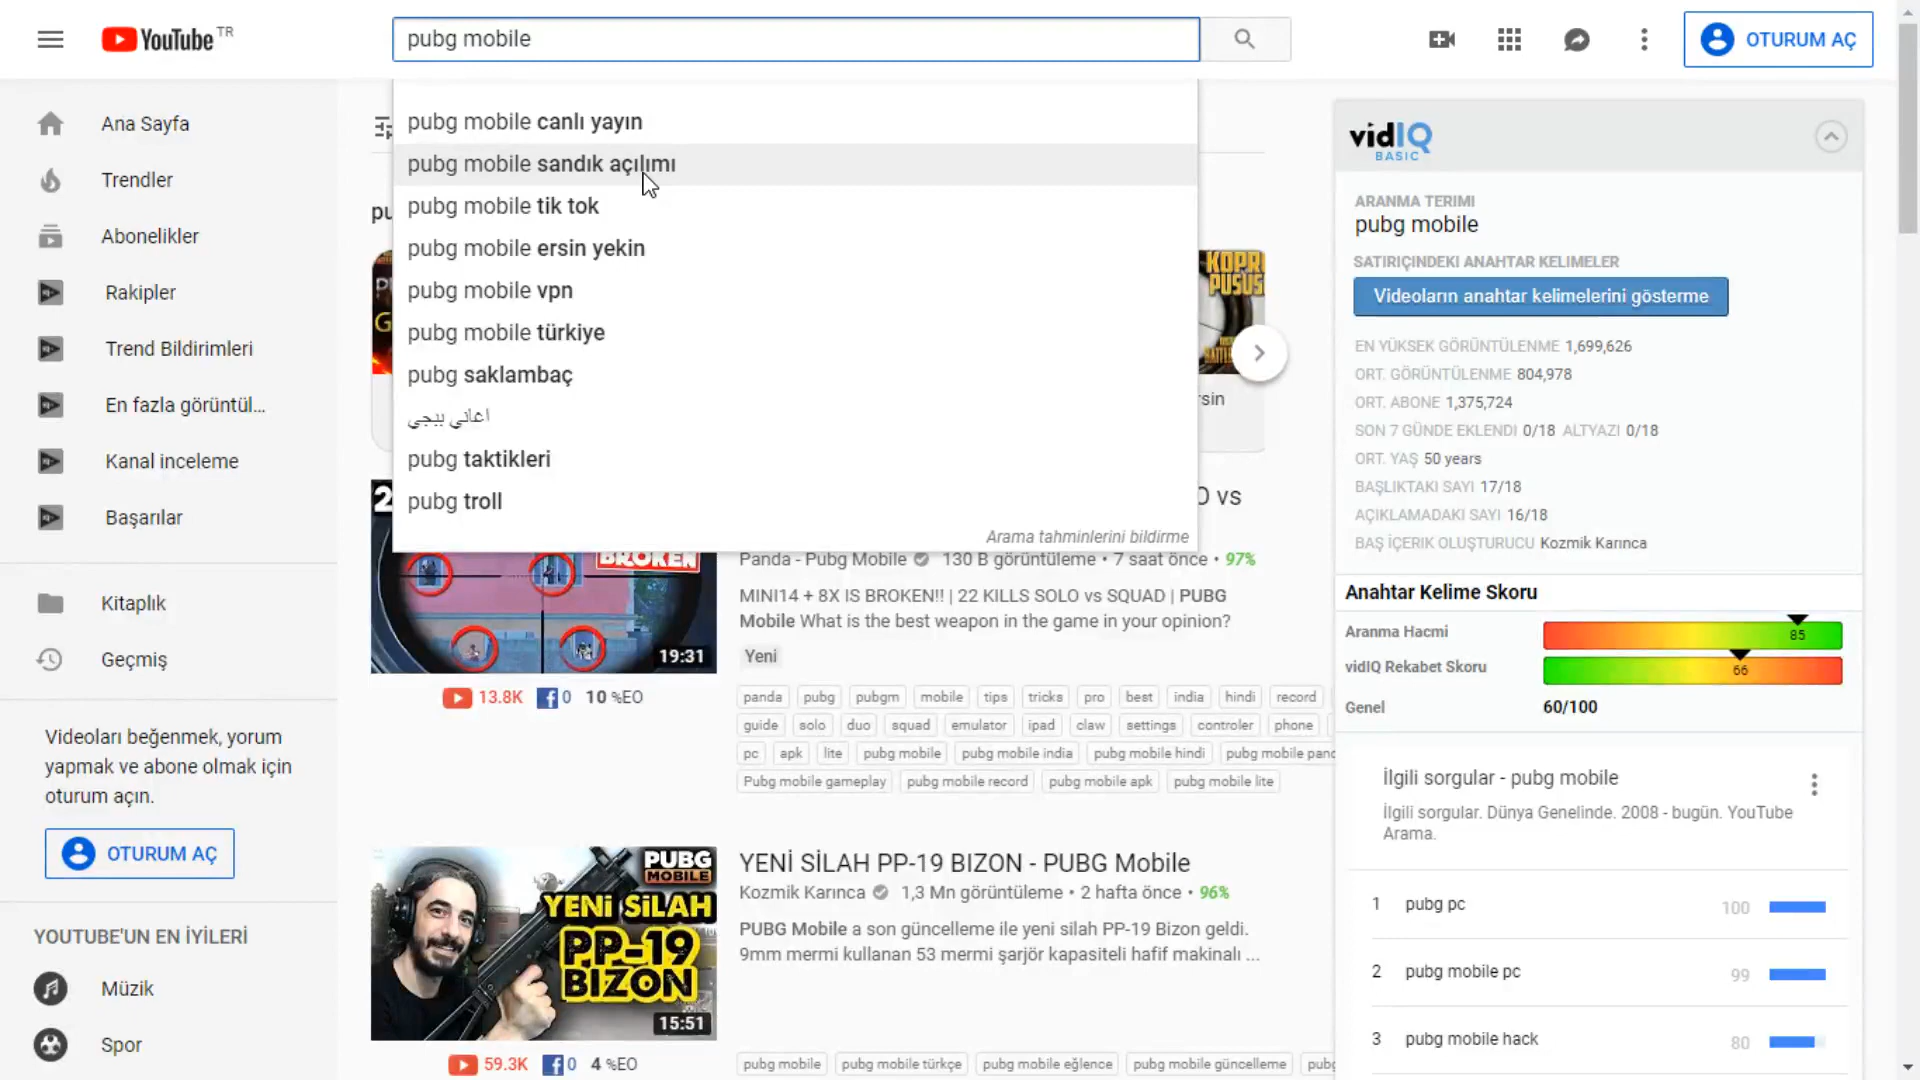 YouTube TR
pubg mobile
OTURUM AÇ
Ana Sayfa
Trendler
Abonelikler
Rakipler
Trend Bildirimleri
En fazla görüntül...
Kanal inceleme
Başarılar
Kitaplık
Geçmiş
Videoları beğenmek, yorum
yapmak ve abone olmak için
oturum açın.
OTURUM AÇ
YOUTUBE'UN EN İYİLERİ
Müzik
Spor
pubg mobile canlı yayın
pubg mobile sandık açılımı
pubg mobile tik tok
pubg mobile ersin yekin
pubg mobile vpn
pubg mobile türkiye
pubg saklambaç
اغاني ببجي
pubg taktikleri
pubg troll
Arama tahminlerini bildirme
KÖPRÜ
PUSUS
sin
vs
BROKEN
19:31
Panda - Pubg Mobile 130 B görüntüleme • 7 saat önce • 97%
MINI14 + 8X IS BROKEN!! | 22 KILLS SOLO vs SQUAD | PUBG
Mobile What is the best weapon in the game in your opinion?
Yeni
13.8K 0 10 %EO
panda pubg pubgm mobile tips tricks pro best india hindi record
guide solo duo squad emulator ipad claw settings controler phone
pc apk lite pubg mobile pubg mobile india pubg mobile hindi pubg mobile pand
Pubg mobile gameplay pubg mobile record pubg mobile apk pubg mobile lite
PUBG
MOBILE
YENİ SİLAH
PP-19
BIZON
15:51
YENİ SİLAH PP-19 BIZON - PUBG Mobile
Kozmik Karınca 1,3 Mn görüntüleme • 2 hafta önce • 96%
PUBG Mobile a son güncelleme ile yeni silah PP-19 Bizon geldi.
9mm mermi kullanan 53 mermi şarjör kapasiteli hafif makinalı ...
59.3K 0 4 %EO
pubg mobile pubg mobile türkçe pubg mobile eğlence pubg mobile güncelleme pubg
vidIQ
BASIC
ARANMA TERIMI
pubg mobile
SATIRIÇINDEKI ANAHTAR KELIMELER
Videoların anahtar kelimelerini gösterme
EN YÜKSEK GÖRÜNTÜLENME 1,699,626
ORT. GÖRÜNTÜLENME 804,978
ORT. ABONE 1,375,724
SON 7 GÜNDE EKLENDI 0/18 ALTYAZI 0/18
ORT. YAŞ 50 years
BAŞLIKTAKI SAYI 17/18
AÇIKLAMADAKI SAYI 16/18
BAŞ İÇERIK OLUŞTURUCU Kozmik Karınca
Anahtar Kelime Skoru
Aranma Hacmi 85
vidIQ Rekabet Skoru 66
Genel 60/100
İlgili sorgular - pubg mobile
İlgili sorgular. Dünya Genelinde. 2008 - bugün. YouTube
Arama.
1 pubg pc 100
2 pubg mobile pc 99
3 pubg mobile hack 80